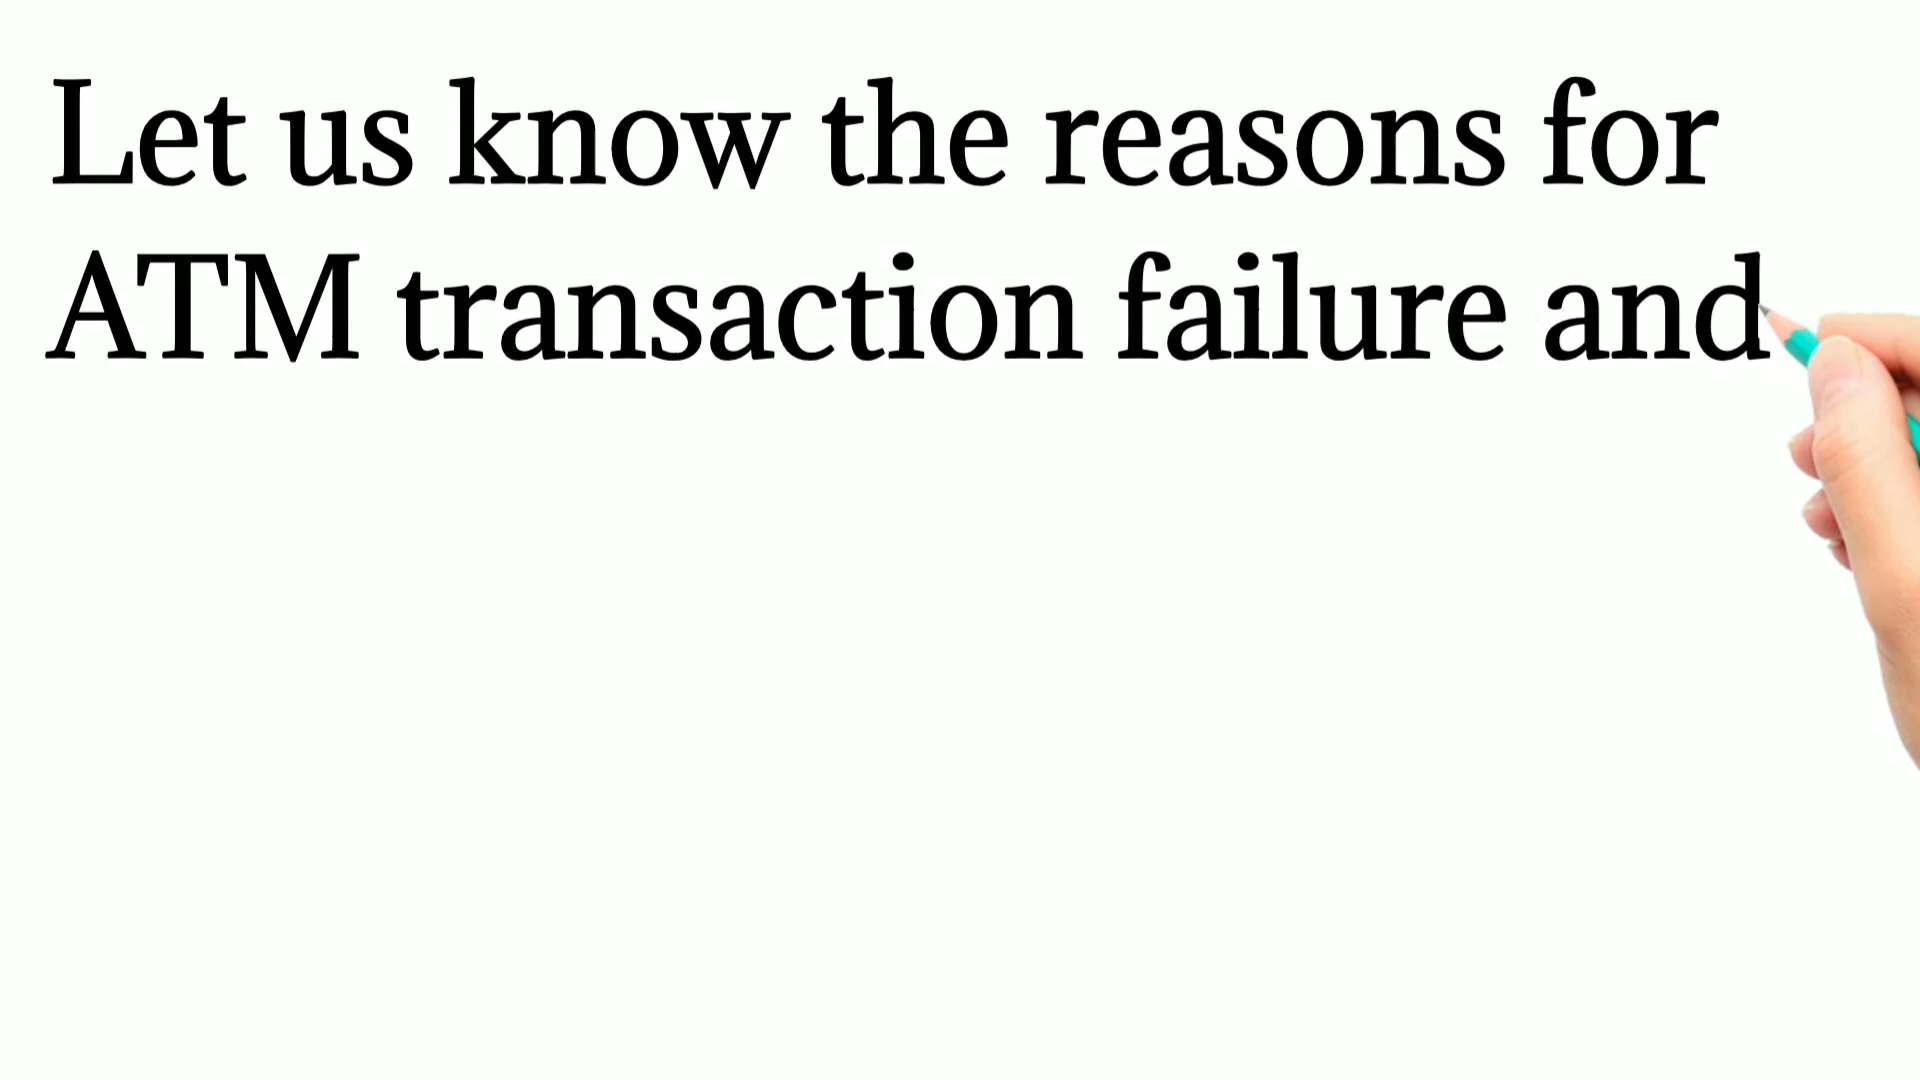 Let us know the reasons for
ATM transaction failure and